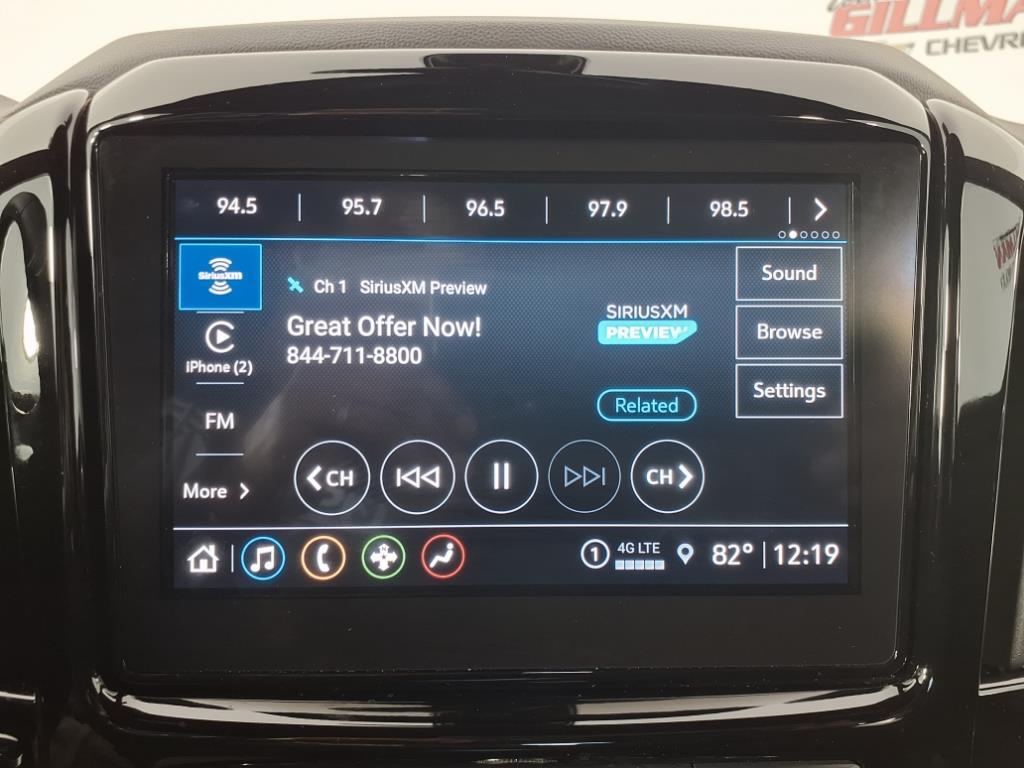 94.5 95.7 96.5 97.9 98.5
SiriusXM
Ch 1 SiriusXM Preview
Great Offer Now!
844-711-8800
SIRIUSXM
PREVIEW
Related
Sound
Browse
Settings
iPhone (2)
FM
More
CH
CH
1 4G LTE 82° 12:19
CHEVR